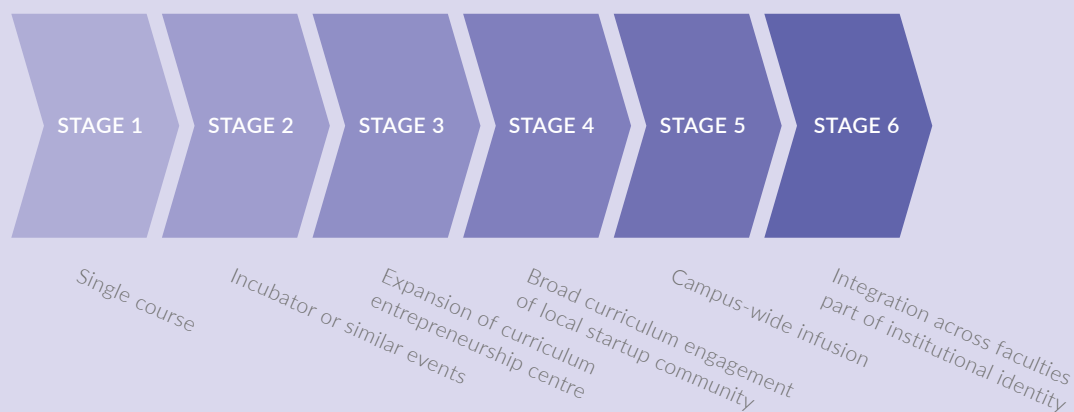 STAGE 1
STAGE 2
STAGE 3
STAGE 4
STAGE 5
STAGE 6
Single course
Incubator or similar events
Expansion of curriculum
entrepreneurship centre
Broad curriculum engagement
of local startup community
Campus-wide infusion
Integration across faculties
part of institutional identity